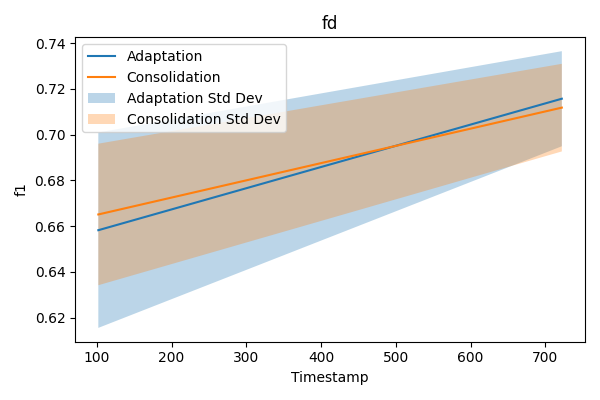 fd
Adaptation
Consolidation
Adaptation Std Dev
Consolidation Std Dev
0.74
0.72
0.70
0.68
0.66
0.64
0.62
f1
100 200 300 400 500 600 700
Timestamp